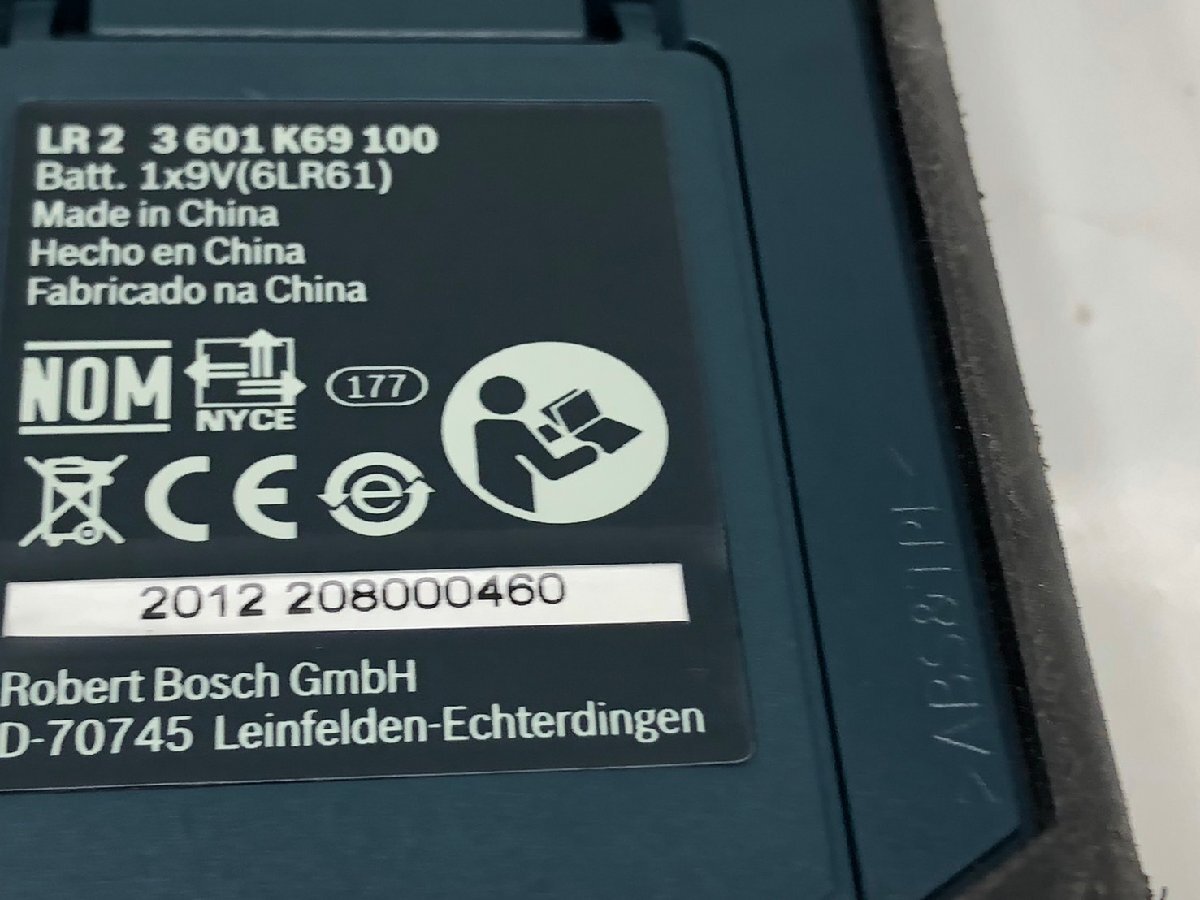 LR 2 3 601 K69 100
Batt. 1x9V(6LR61)
Made in China
Hecho en China
Fabricado na China
NOM NYCE 177
CE e
2012 208000460
Robert Bosch GmbH
D-70745 Leinfelden-Echterdingen